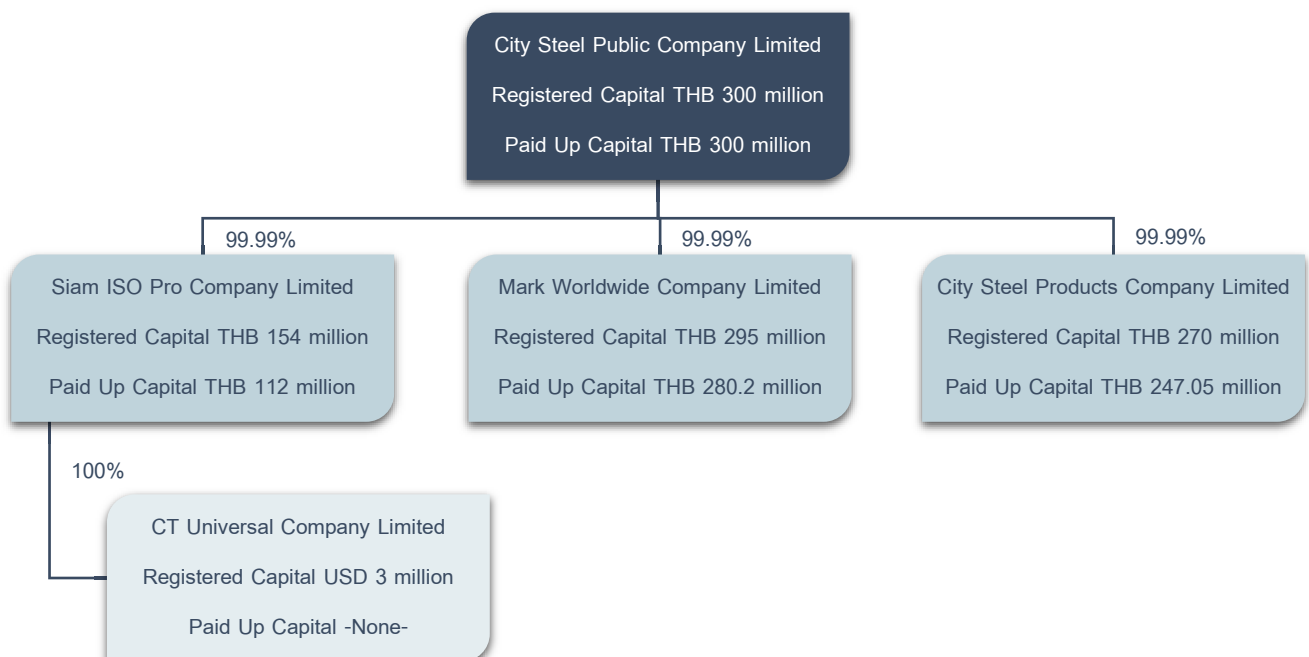 City Steel Public Company Limited
Registered Capital THB 300 million
Paid Up Capital THB 300 million
99.99%
99.99%
99.99%
Siam ISO Pro Company Limited
Registered Capital THB 154 million
Paid Up Capital THB 112 million
Mark Worldwide Company Limited
Registered Capital THB 295 million
Paid Up Capital THB 280.2 million
City Steel Products Company Limited
Registered Capital THB 270 million
Paid Up Capital THB 247.05 million
100%
CT Universal Company Limited
Registered Capital USD 3 million
Paid Up Capital -None-